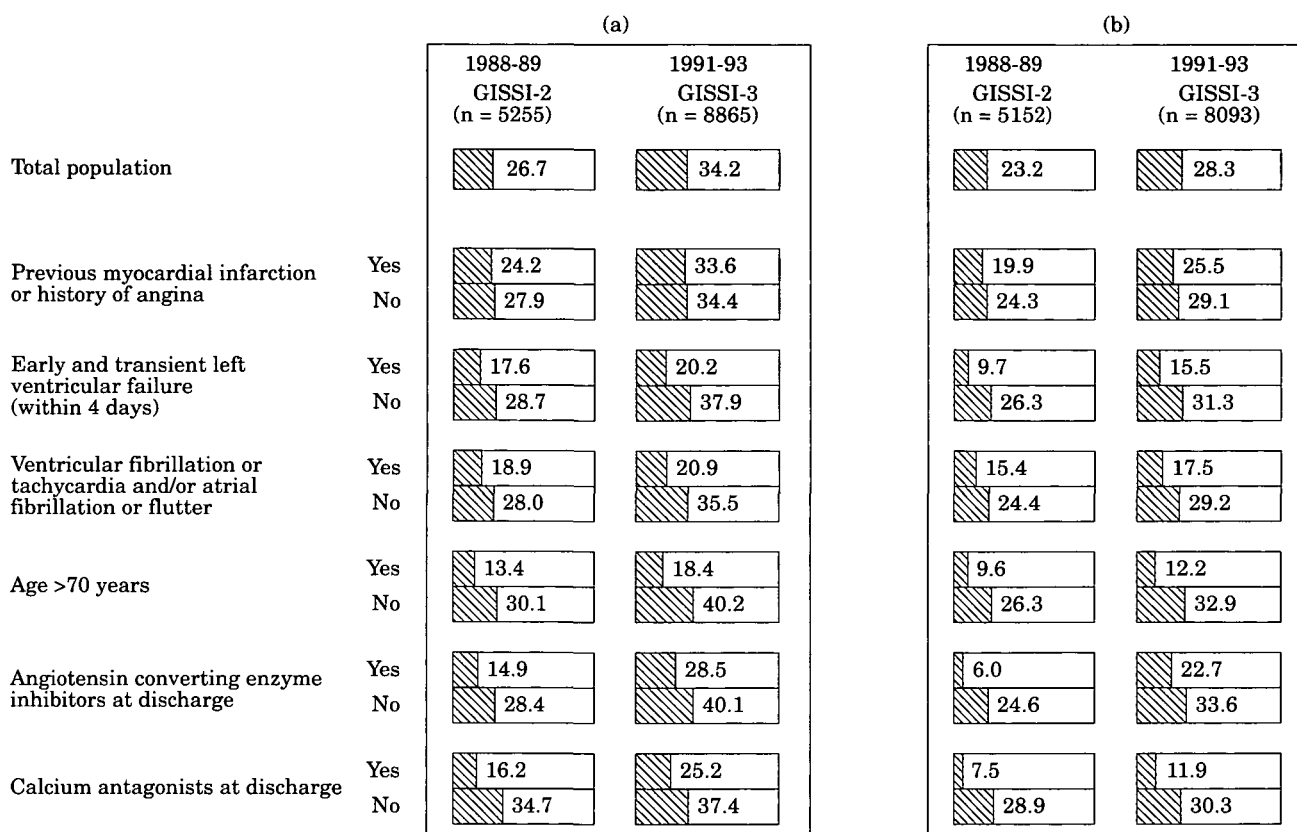 (a) (b)
1988-89 1991-93 1988-89 1991-93
GISSI-2 GISSI-3 GISSI-2 GISSI-3
(n = 5255) (n = 8865) (n = 5152) (n = 8093)
Total population 26.7 34.2 23.2 28.3
Previous myocardial infarction
or history of angina
Yes 24.2 33.6 19.9 25.5
No 27.9 34.4 24.3 29.1
Early and transient left
ventricular failure
(within 4 days)
Yes 17.6 20.2 9.7 15.5
No 28.7 37.9 26.3 31.3
Ventricular fibrillation or
tachycardia and/or atrial
fibrillation or flutter
Yes 18.9 20.9 15.4 17.5
No 28.0 35.5 24.4 29.2
Age >70 years
Yes 13.4 18.4 9.6 12.2
No 30.1 40.2 26.3 32.9
Angiotensin converting enzyme
inhibitors at discharge
Yes 14.9 28.5 6.0 22.7
No 28.4 40.1 24.6 33.6
Calcium antagonists at discharge
Yes 16.2 25.2 7.5 11.9
No 34.7 37.4 28.9 30.3